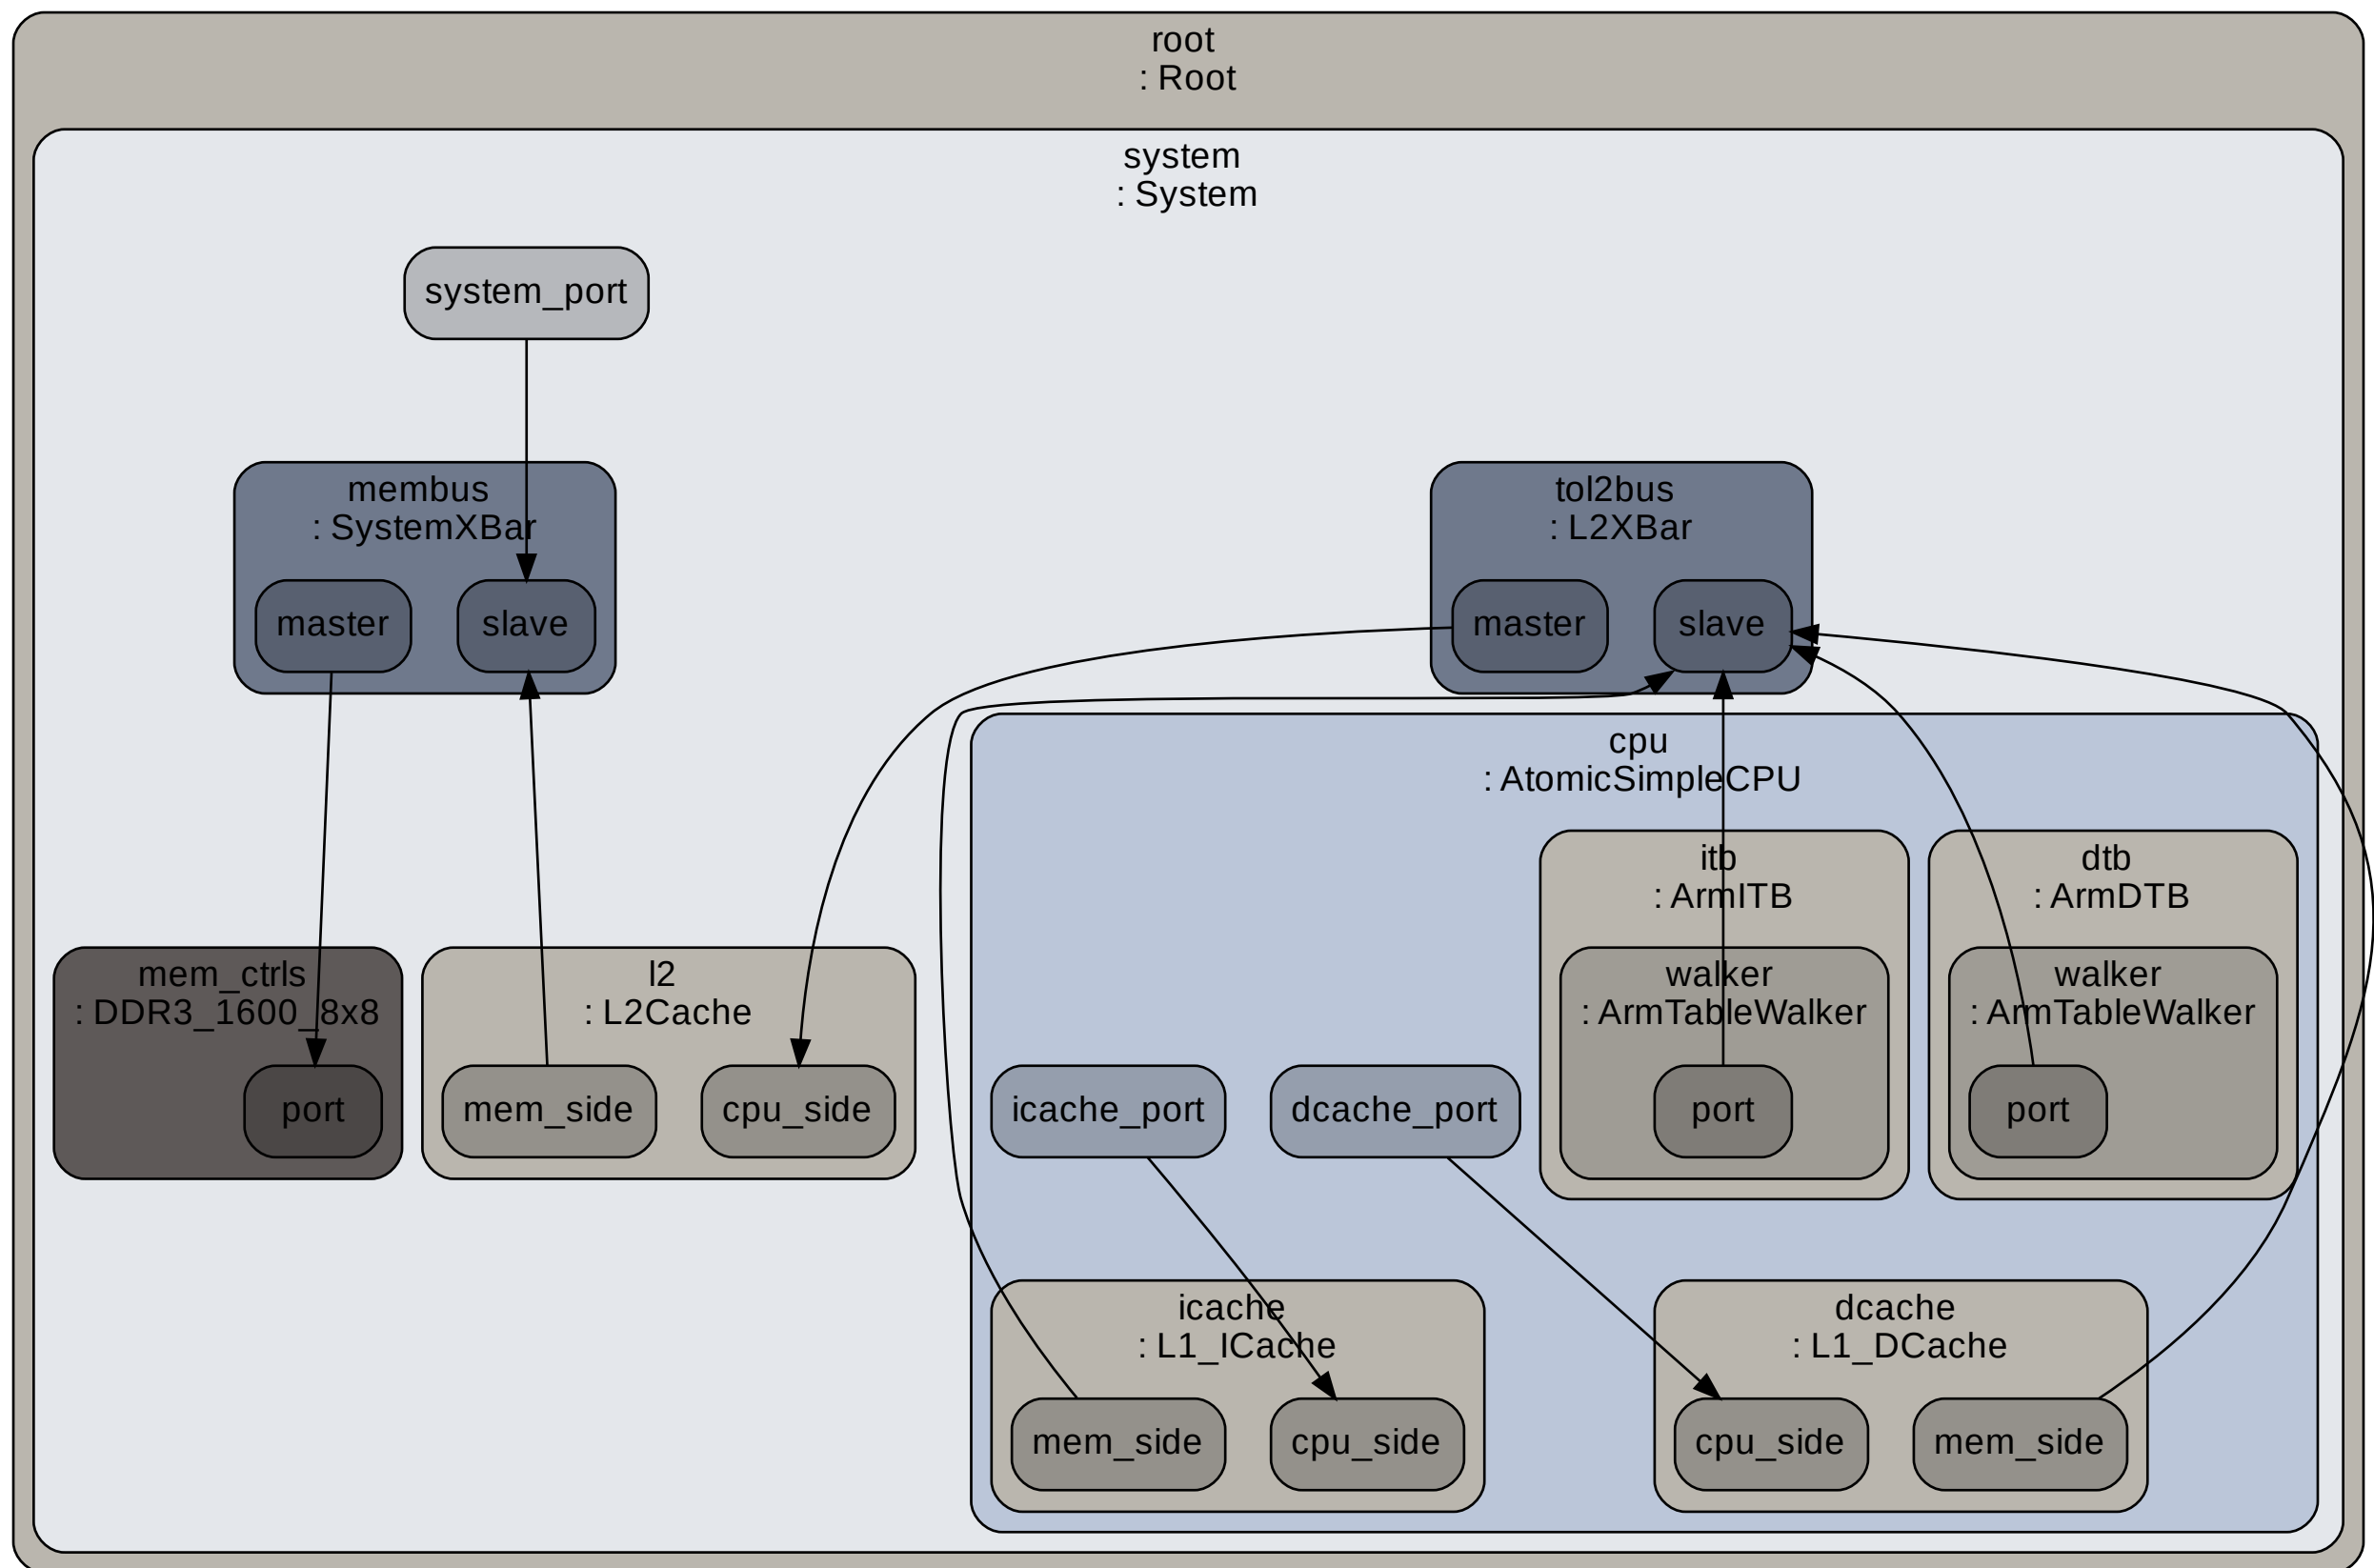 root
: Root
system
: System
system_port
membus
: SystemXBar
master
slave
tol2bus
: L2XBar
master
slave
cpu
: AtomicSimpleCPU
itb
: ArmITB
walker
: ArmTableWalker
port
dtb
: ArmDTB
walker
: ArmTableWalker
port
mem_ctrls
: DDR3_1600_8x8
port
l2
: L2Cache
mem_side
cpu_side
icache_port
dcache_port
icache
: L1_ICache
mem_side
cpu_side
dcache
: L1_DCache
cpu_side
mem_side